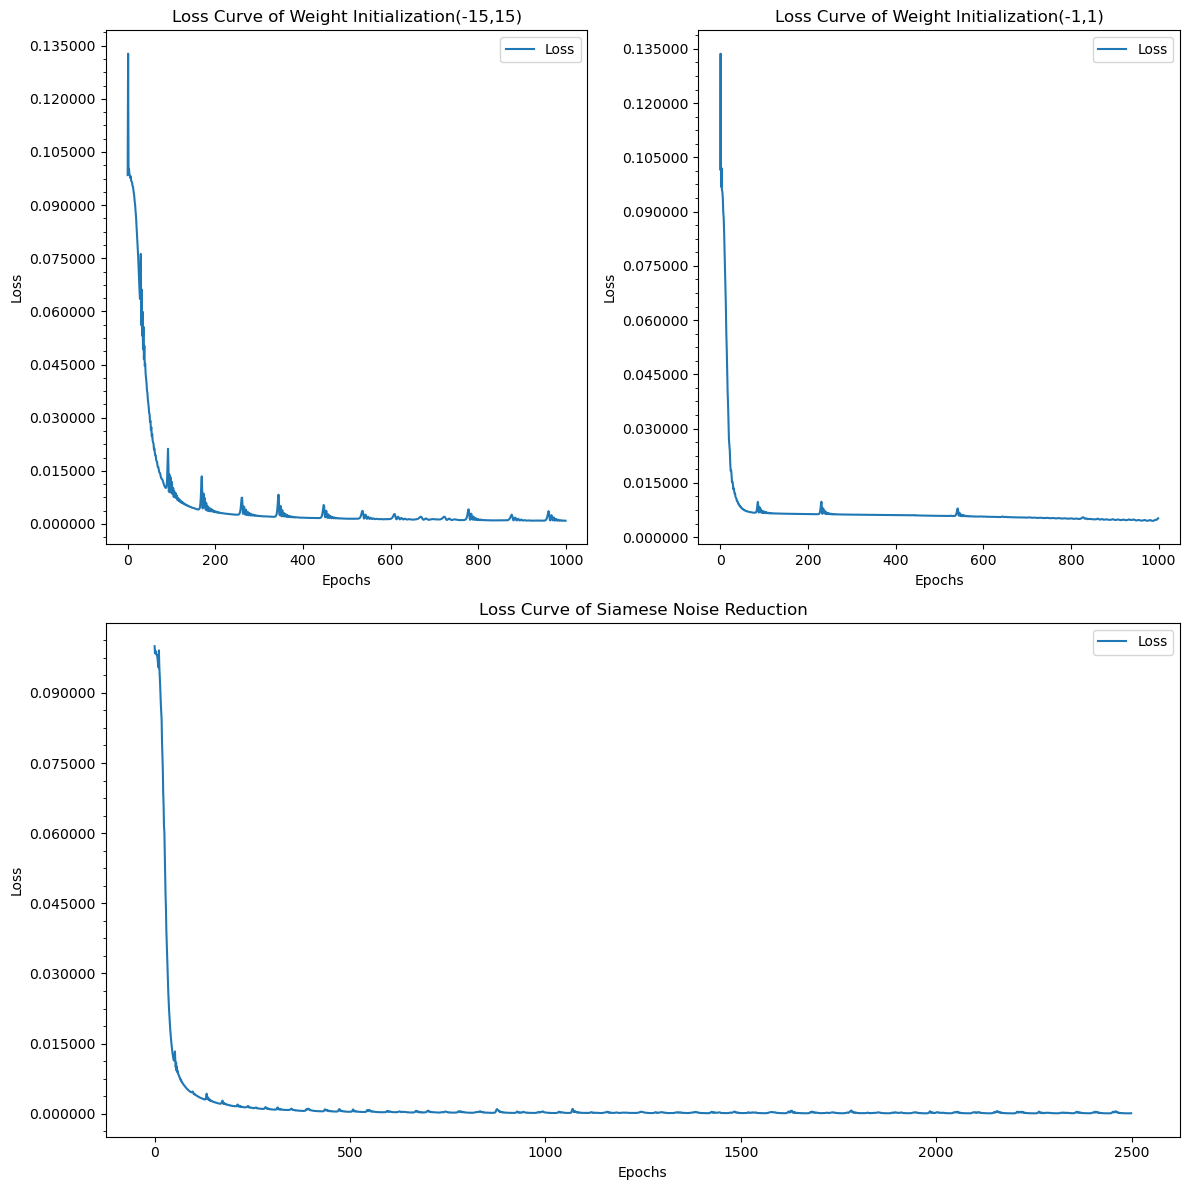 Loss Curve of Weight Initialization(-15,15)
Loss
0.135000
0.120000
0.105000
0.090000
0.075000
0.060000
0.045000
0.030000
0.015000
0.000000
Loss
0 200 400 600 800 1000
Epochs
Loss Curve of Weight Initialization(-1,1)
Loss
0.135000
0.120000
0.105000
0.090000
0.075000
0.060000
0.045000
0.030000
0.015000
0.000000
Loss
0 200 400 600 800 1000
Epochs
Loss Curve of Siamese Noise Reduction
Loss
0.090000
0.075000
0.060000
0.045000
0.030000
0.015000
0.000000
Loss
0 500 1000 1500 2000 2500
Epochs